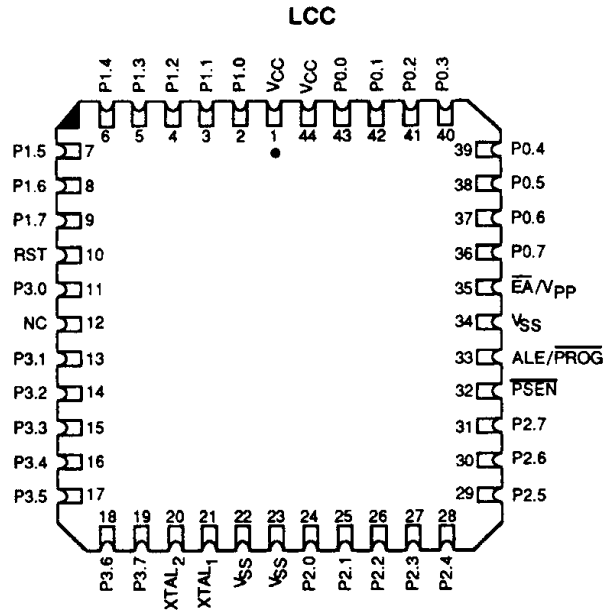 LCC
P1.4 P1.3 P1.2 P1.1 P1.0 VCC VCC P0.0 P0.1 P0.2 P0.3
6 5 4 3 2 1 44 43 42 41 40
P1.5 7 39 P0.4
P1.6 8 38 P0.5
P1.7 9 37 P0.6
RST 10 36 P0.7
P3.0 11 35 E̅A̅/VPP
NC 12 34 VSS
P3.1 13 33 ALE/P̅R̅O̅G̅
P3.2 14 32 P̅S̅E̅N̅
P3.3 15 31 P2.7
P3.4 16 30 P2.6
P3.5 17 29 P2.5
18 19 20 21 22 23 24 25 26 27 28
P3.6 P3.7 XTAL2 XTAL1 VSS VSS P2.0 P2.1 P2.2 P2.3 P2.4